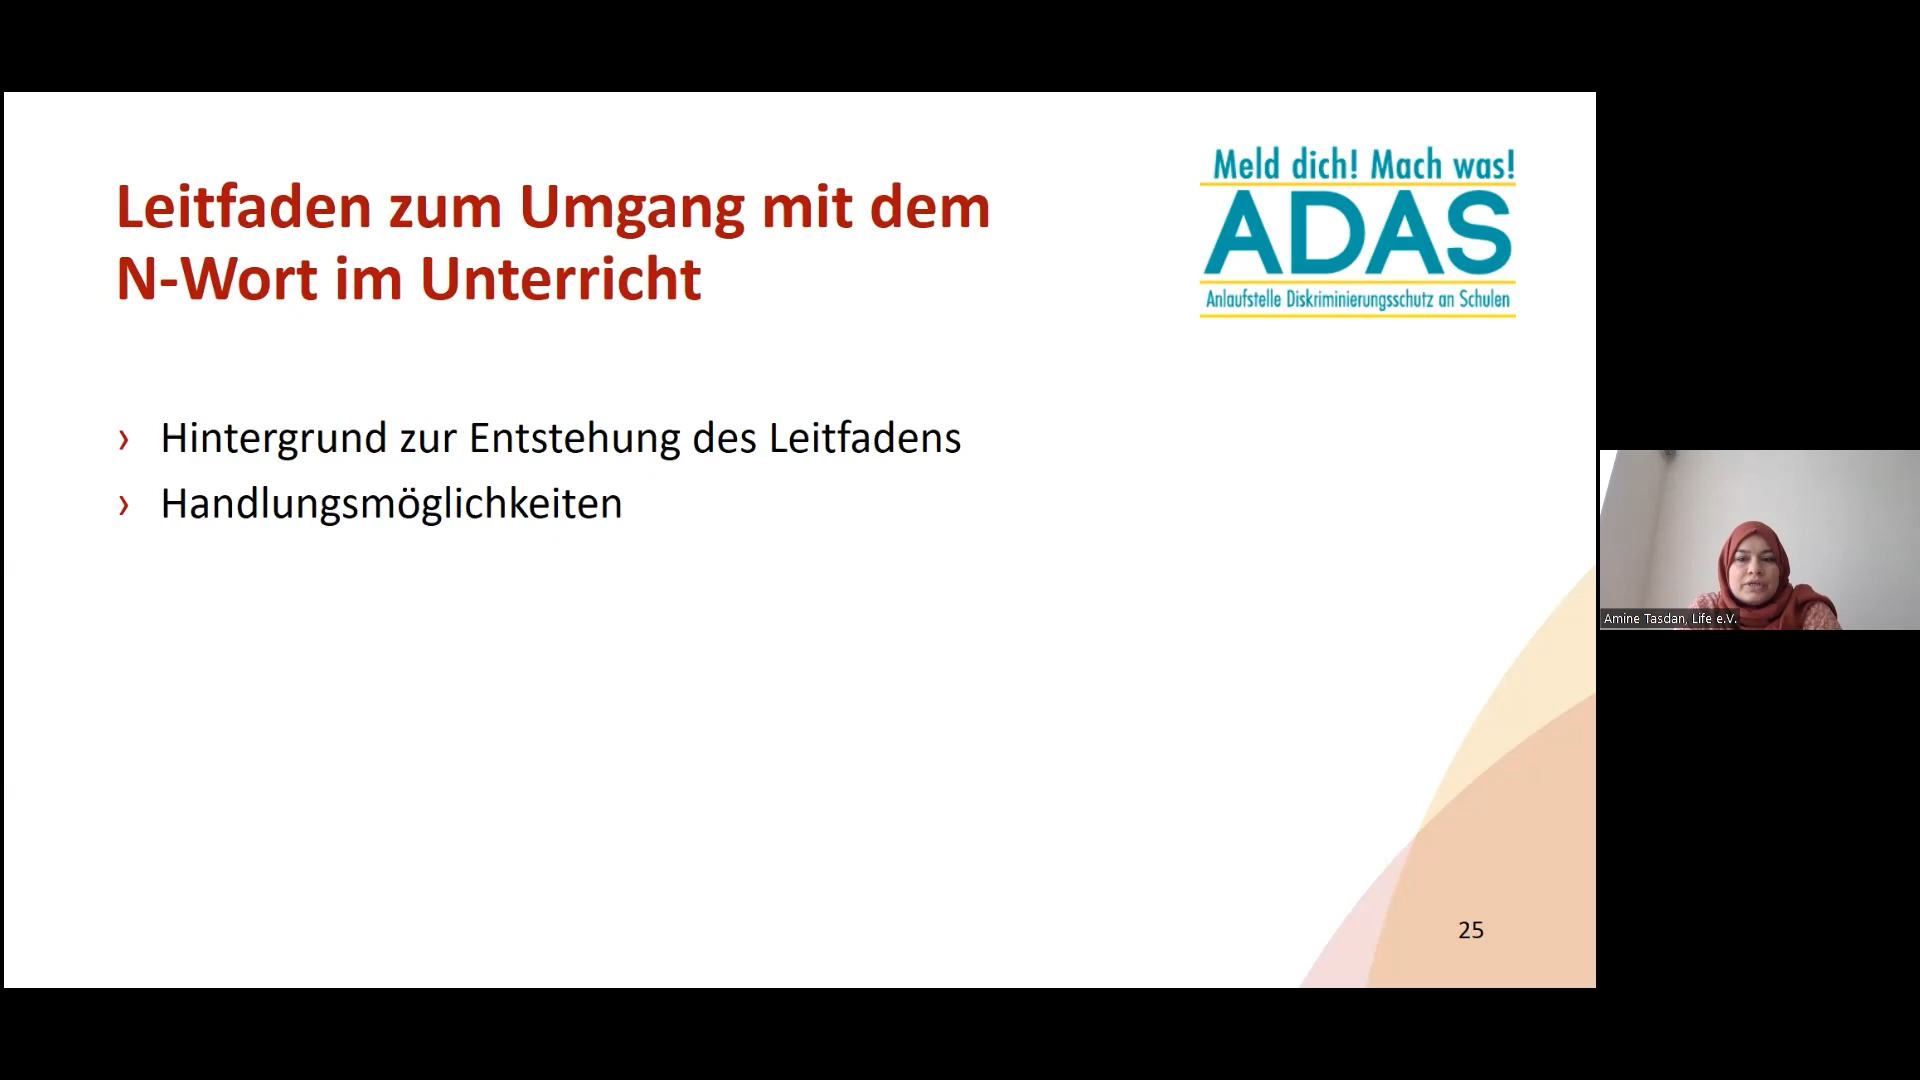 Leitfaden zum Umgang mit dem
N-Wort im Unterricht
Meld dich! Mach was!
ADAS
Anlaufstelle Diskriminierungsschutz an Schulen
› Hintergrund zur Entstehung des Leitfadens
› Handlungsmöglichkeiten
Amine Tasdan, Life e.V.
25